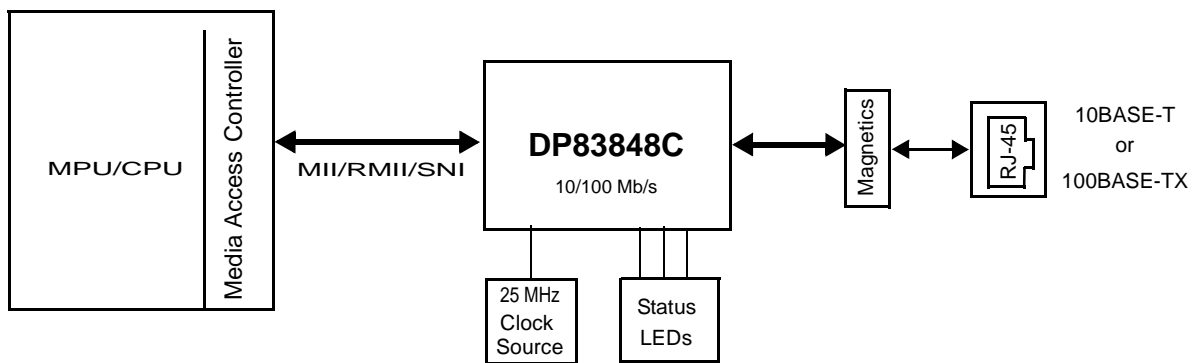 MPU/CPU
Media Access Controller
MII/RMII/SNI
DP83848C
10/100 Mb/s
25 MHz
Clock
Source
Status
LEDs
Magnetics
RJ-45
10BASE-T
or
100BASE-TX